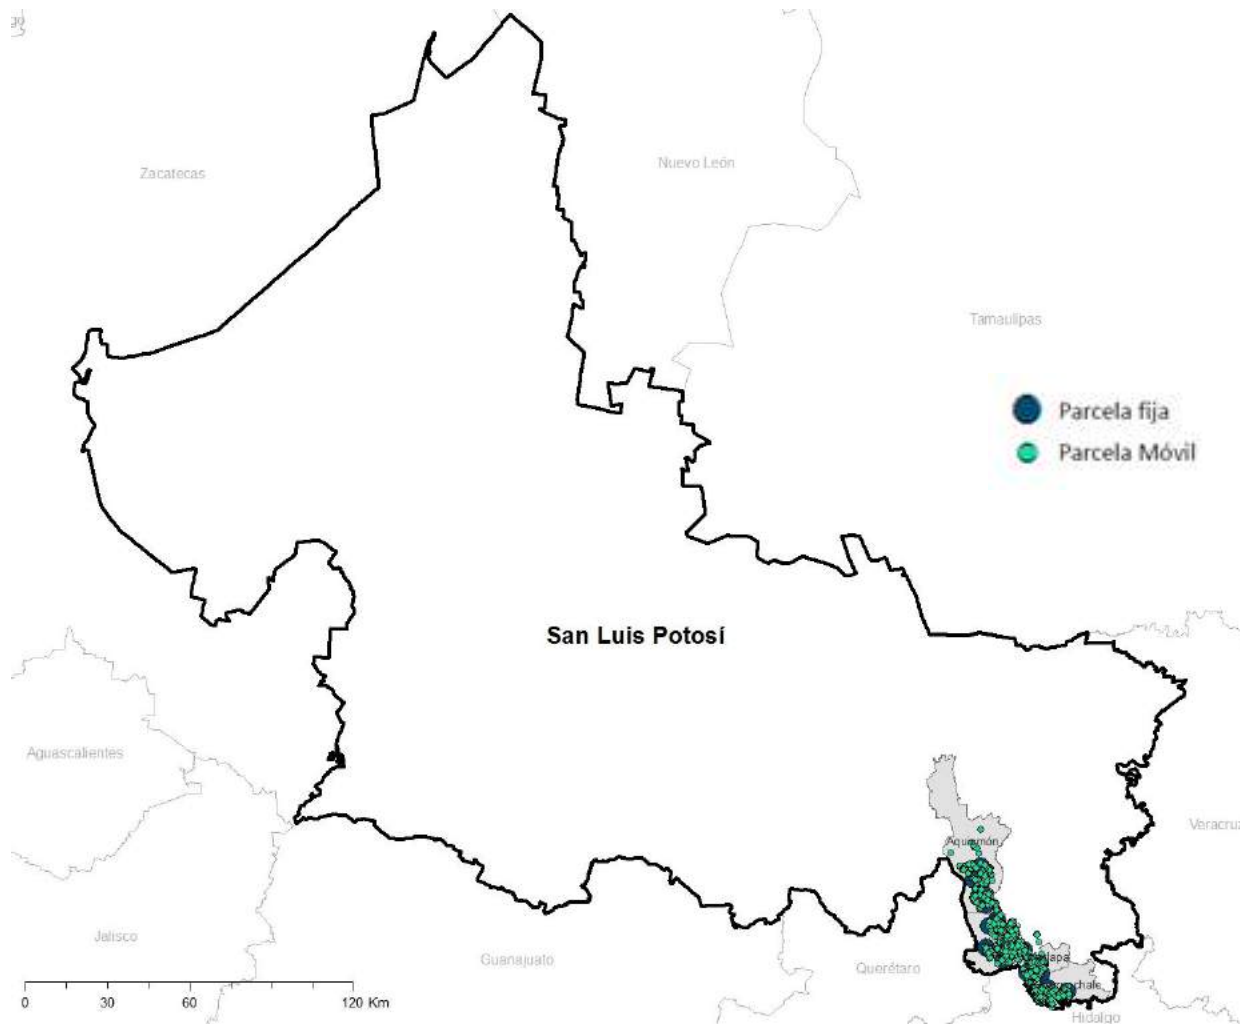 go
Zacatecas
Nuevo León
Tamaulipas
Parcela fija
Parcela Móvil
San Luis Potosí
Aguascalientes
Veracruz
Aquismón
Jalisco
Guanajuato
Querétaro
Hidalgo
0 30 60 120 Km